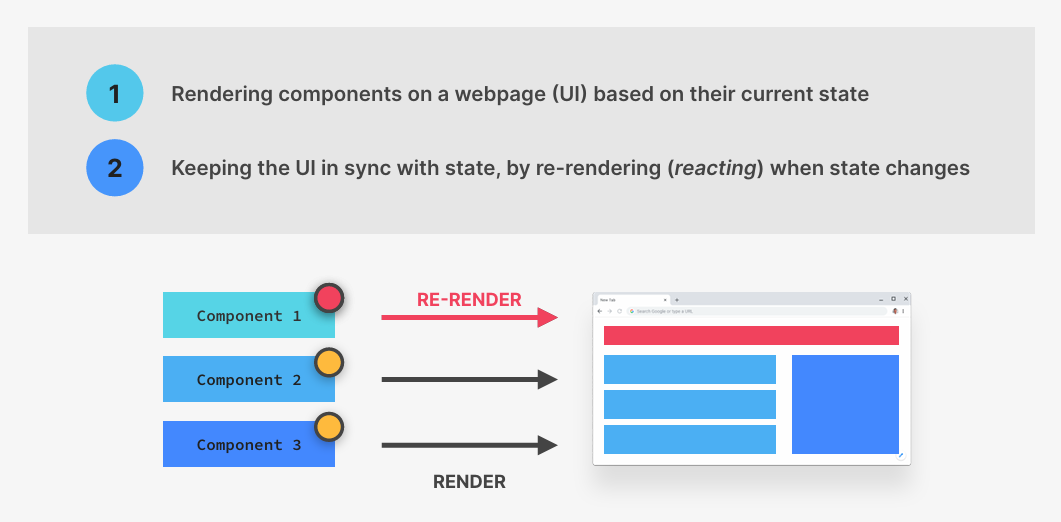 1 Rendering components on a webpage (UI) based on their current state
2 Keeping the UI in sync with state, by re-rendering (reacting) when state changes
RE-RENDER
Component 1
Component 2
Component 3
RENDER
New Tab
Search Google or type a URL